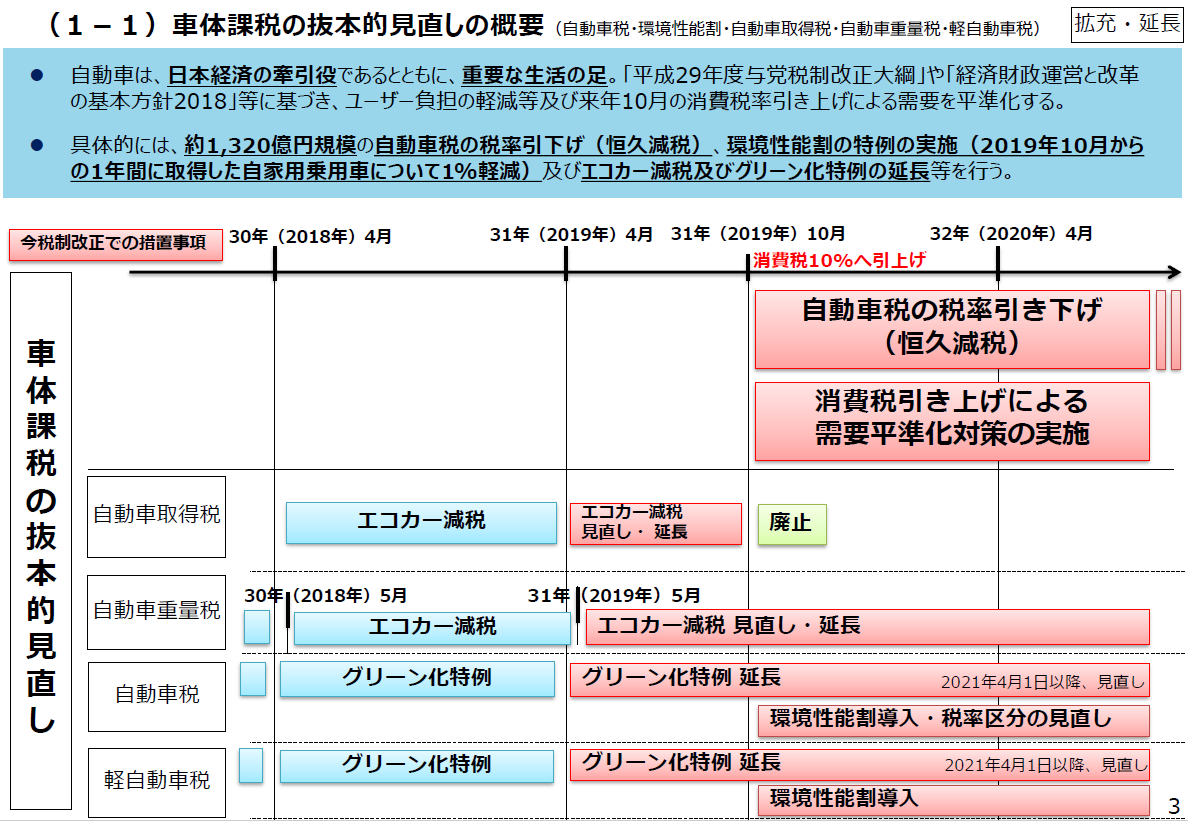 （１－１）車体課税の抜本的見直しの概要（自動車税・環境性能割・自動車取得税・自動車重量税・軽自動車税）
拡充・延長
● 自動車は、日本経済の牽引役であるとともに、重要な生活の足。「平成29年度与党税制改正大綱」や「経済財政運営と改革
の基本方針2018」等に基づき、ユーザー負担の軽減等及び来年10月の消費税率引き上げによる需要を平準化する。
● 具体的には、約1,320億円規模の自動車税の税率引下げ（恒久減税）、環境性能割の特例の実施（2019年10月から
の1年間に取得した自家用乗用車について1%軽減）及びエコカー減税及びグリーン化特例の延長等を行う。
今税制改正での措置事項
30年（2018年）4月
31年（2019年）4月
31年（2019年）10月
32年（2020年）4月
消費税10%へ引上げ
車体課税の抜本的見直し
自動車税の税率引き下げ
（恒久減税）
消費税引き上げによる
需要平準化対策の実施
自動車取得税
エコカー減税
エコカー減税
見直し・ 延長
廃止
自動車重量税
30年（2018年）5月
31年（2019年）5月
エコカー減税
エコカー減税 見直し・延長
自動車税
グリーン化特例
グリーン化特例 延長
2021年4月1日以降、見直し
環境性能割導入・税率区分の見直し
軽自動車税
グリーン化特例
グリーン化特例 延長
2021年4月1日以降、見直し
環境性能割導入
3